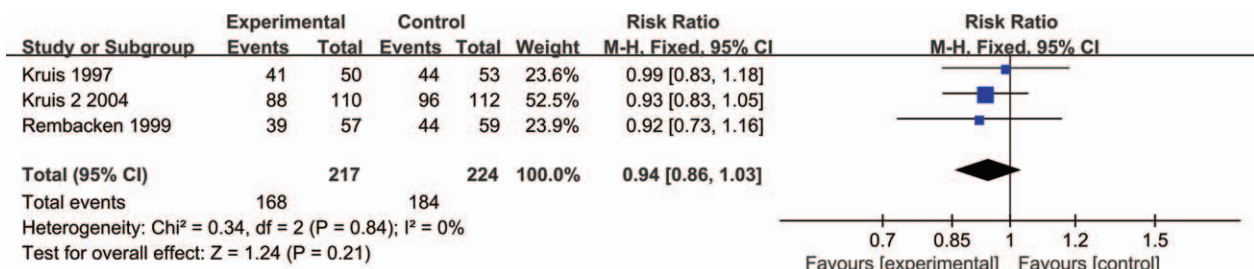 Experimental Control Risk Ratio Risk Ratio
Study or Subgroup Events Total Events Total Weight M-H, Fixed, 95% CI M-H, Fixed, 95% CI
Kruis 1997 41 50 44 53 23.6% 0.99 [0.83, 1.18]
Kruis 2 2004 88 110 96 112 52.5% 0.93 [0.83, 1.05]
Rembacken 1999 39 57 44 59 23.9% 0.92 [0.73, 1.16]
Total (95% CI) 217 224 100.0% 0.94 [0.86, 1.03]
Total events 168 184
Heterogeneity: Chi² = 0.34, df = 2 (P = 0.84); I² = 0%
Test for overall effect: Z = 1.24 (P = 0.21)
0.7 0.85 1 1.2 1.5
Favours [experimental] Favours [control]